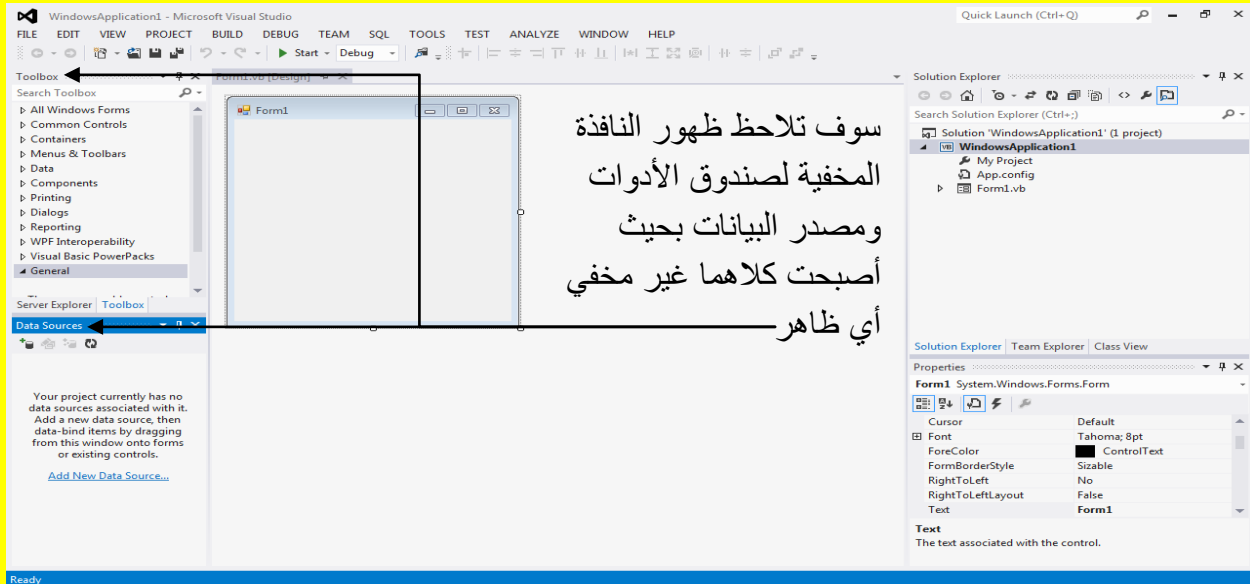 WindowsApplication1 - Microsoft Visual Studio
Quick Launch (Ctrl+Q)
FILE EDIT VIEW PROJECT BUILD DEBUG TEAM SQL TOOLS TEST ANALYZE WINDOW HELP
Start Debug
Toolbox
Search Toolbox
All Windows Forms
Common Controls
Containers
Menus & Toolbars
Data
Components
Printing
Dialogs
Reporting
WPF Interoperability
Visual Basic PowerPacks
General
Server Explorer Toolbox
Data Sources
Your project currently has no
data sources associated with it.
Add a new data source, then
data-bind items by dragging
from this window onto forms
or existing controls.
Add New Data Source...
Form1.vb [Design]
Form1
سوف تلاحظ ظهور النافذة
المخفية لصندوق الأدوات
ومصدر البيانات بحيث
أصبحت كلاهما غير مخفي
أي ظاهر
Solution Explorer
Search Solution Explorer (Ctrl+;)
Solution 'WindowsApplication1' (1 project)
WindowsApplication1
My Project
App.config
Form1.vb
Solution Explorer Team Explorer Class View
Properties
Form1 System.Windows.Forms.Form
Cursor Default
Font Tahoma; 8pt
ForeColor ControlText
FormBorderStyle Sizable
RightToLeft No
RightToLeftLayout False
Text Form1
Text
The text associated with the control.
Ready